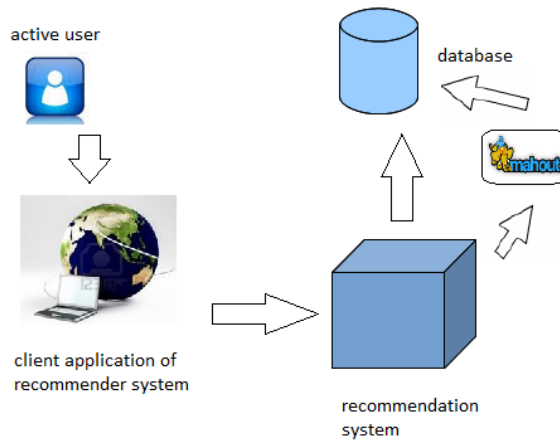 active user
database
mahout
client application of
recommender system
recommendation
system